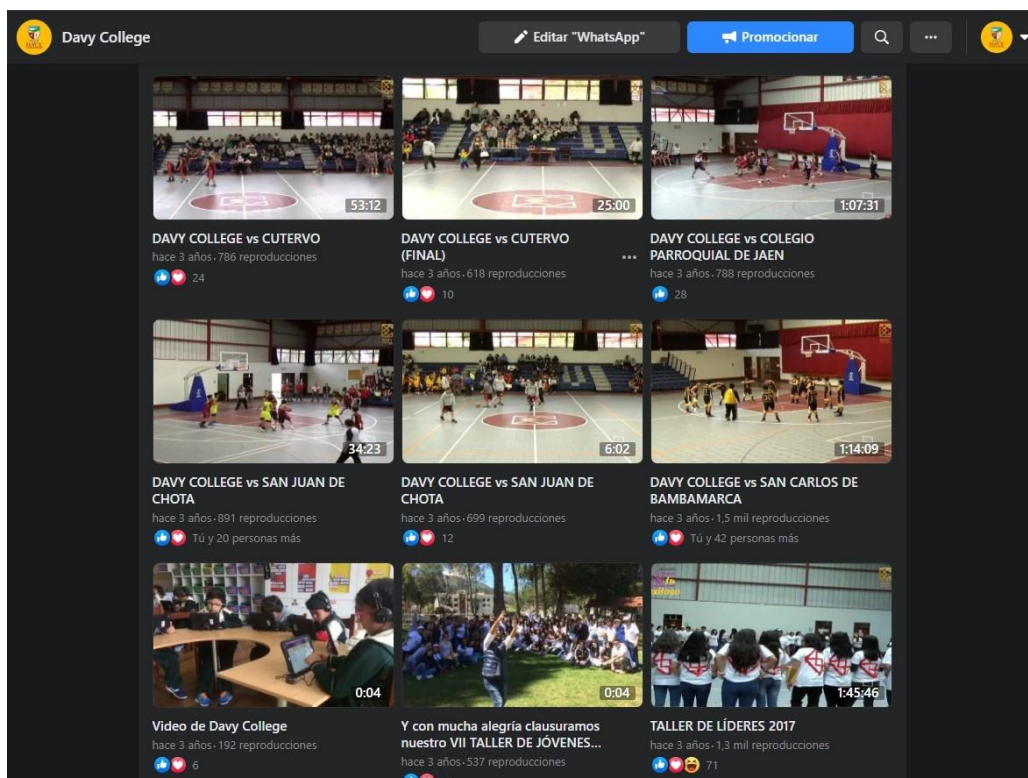 Davy College
Editar "WhatsApp"
Promocionar
53:12
25:00
1:07:31
DAVY COLLEGE vs CUTERVO
hace 3 años · 786 reproducciones
24
DAVY COLLEGE vs CUTERVO
(FINAL)
hace 3 años · 618 reproducciones
10
DAVY COLLEGE vs COLEGIO
PARROQUIAL DE JAEN
hace 3 años · 788 reproducciones
28
34:23
6:02
1:14:09
DAVY COLLEGE vs SAN JUAN DE
CHOTA
hace 3 años · 891 reproducciones
Tú y 20 personas más
DAVY COLLEGE vs SAN JUAN DE
CHOTA
hace 3 años · 699 reproducciones
12
DAVY COLLEGE vs SAN CARLOS DE
BAMBAMARCA
hace 3 años · 1,5 mil reproducciones
Tú y 42 personas más
0:04
0:04
1:45:46
Video de Davy College
hace 3 años · 192 reproducciones
6
Y con mucha alegría clausuramos
nuestro VII TALLER DE JÓVENES...
hace 3 años · 537 reproducciones
TALLER DE LÍDERES 2017
hace 3 años · 1,3 mil reproducciones
71